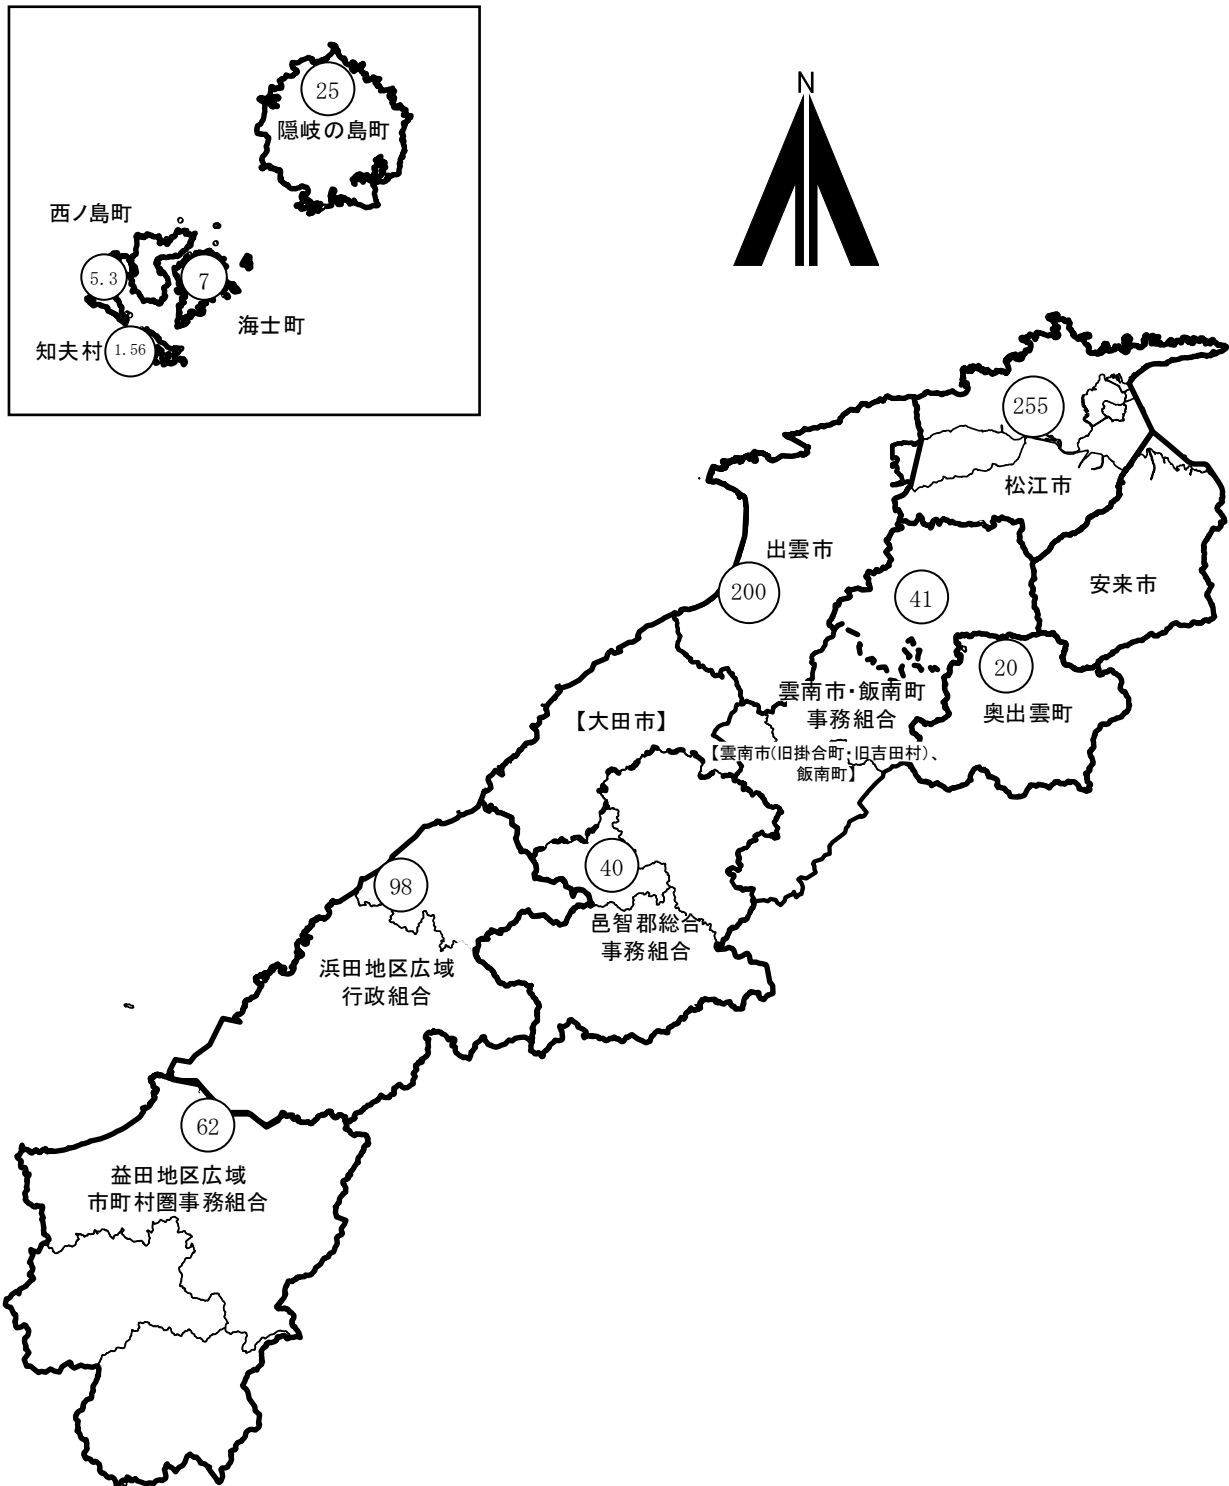 25
隠岐の島町
西ノ島町
5.3
7
海士町
知夫村
1.56
N
255
松江市
出雲市
200
安来市
41
20
奥出雲町
雲南市・飯南町
事務組合
【雲南市(旧掛合町・旧吉田村)、
飯南町】
【大田市】
40
邑智郡総合
事務組合
98
浜田地区広域
行政組合
62
益田地区広域
市町村圏事務組合